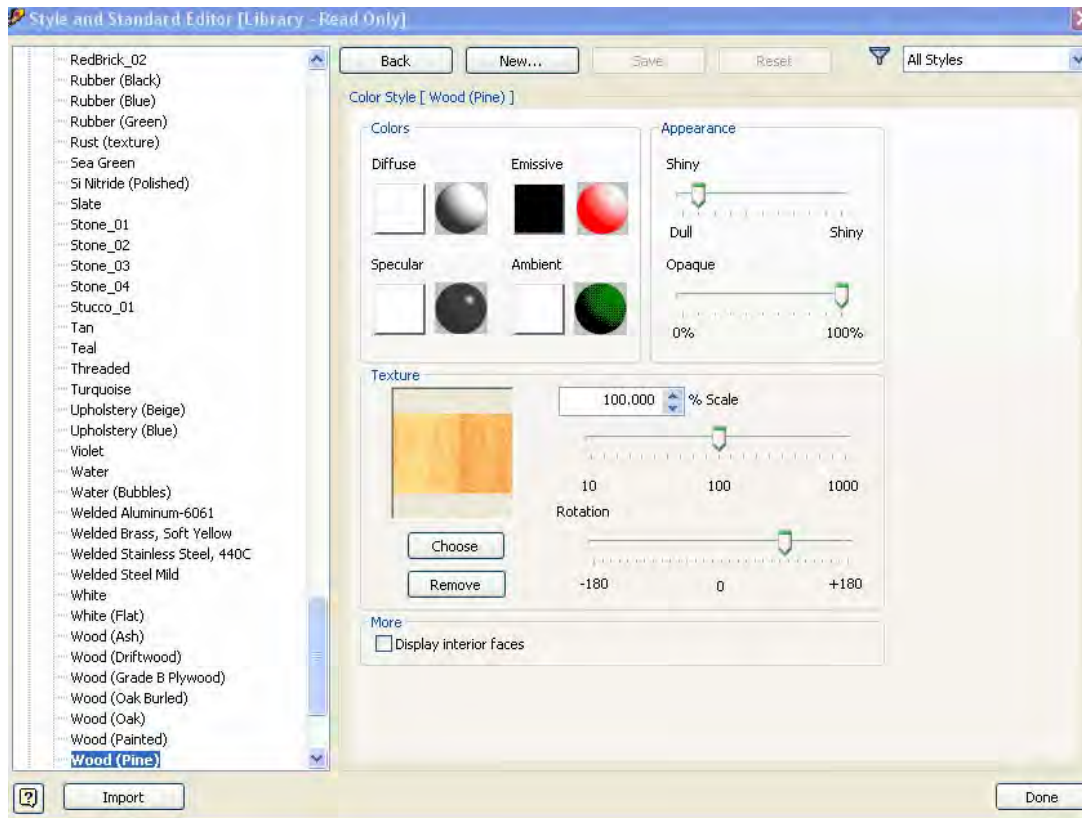 Style and Standard Editor [Library - Read Only]
RedBrick_02
Rubber (Black)
Rubber (Blue)
Rubber (Green)
Rust (texture)
Sea Green
Si Nitride (Polished)
Slate
Stone_01
Stone_02
Stone_03
Stone_04
Stucco_01
Tan
Teal
Threaded
Turquoise
Upholstery (Beige)
Upholstery (Blue)
Violet
Water
Water (Bubbles)
Welded Aluminum-6061
Welded Brass, Soft Yellow
Welded Stainless Steel, 440C
Welded Steel Mild
White
White (Flat)
Wood (Ash)
Wood (Driftwood)
Wood (Grade B Plywood)
Wood (Oak Burled)
Wood (Oak)
Wood (Painted)
Wood (Pine)
Back New... Save Reset All Styles
Color Style [ Wood (Pine) ]
Colors
Diffuse Emissive
Specular Ambient
Appearance
Shiny
Dull Shiny
Opaque
0% 100%
Texture
100.000 % Scale
10 100 1000
Rotation
-180 0 +180
Choose
Remove
More
Display interior faces
? Import Done